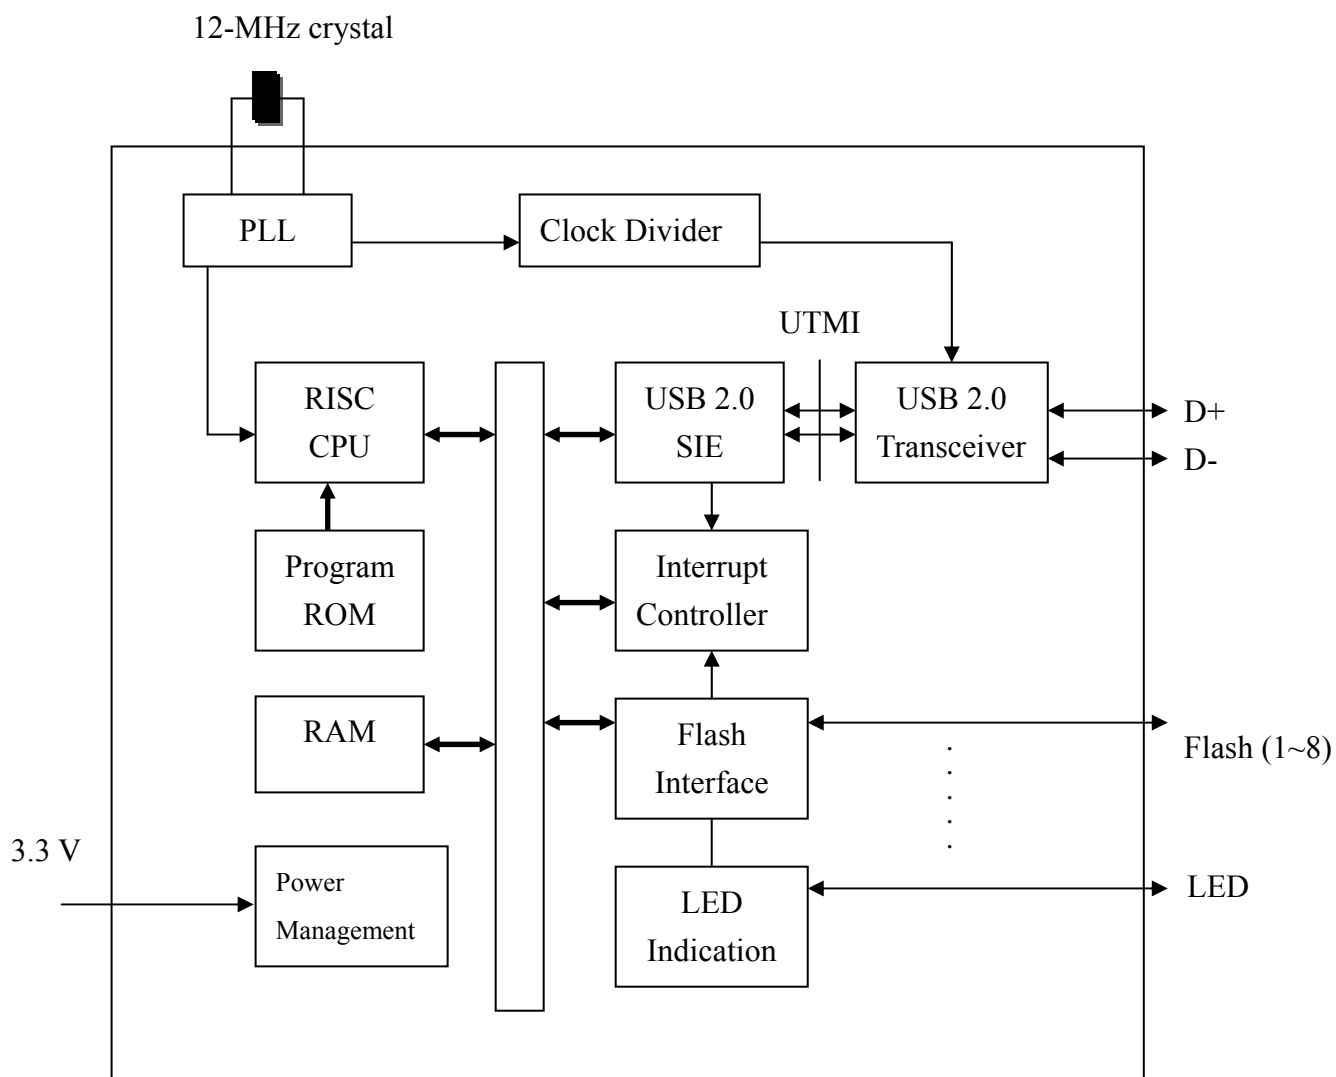 12-MHz crystal
PLL
Clock Divider
UTMI
RISC
CPU
USB 2.0
SIE
USB 2.0
Transceiver
D+
D-
Program
ROM
Interrupt
Controller
RAM
Flash
Interface
Flash (1~8)
3.3 V
Power
Management
LED
Indication
LED